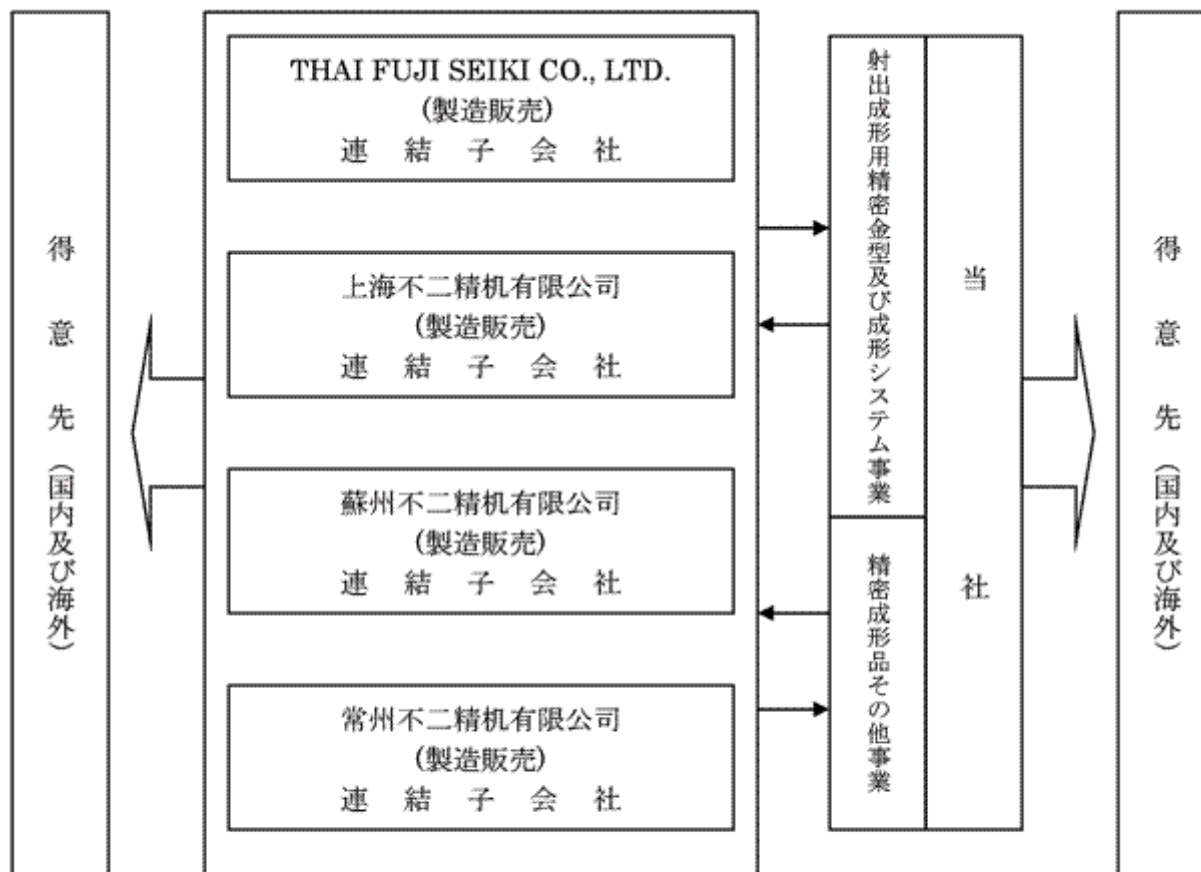 得意先（国内及び海外）
THAI FUJI SEIKI CO., LTD.
(製造販売)
連結子会社
上海不二精机有限公司
(製造販売)
連結子会社
蘇州不二精机有限公司
(製造販売)
連結子会社
常州不二精机有限公司
(製造販売)
連結子会社
射出成形用精密金型及び成形システム事業
精密成形品その他事業
当社
得意先（国内及び海外）